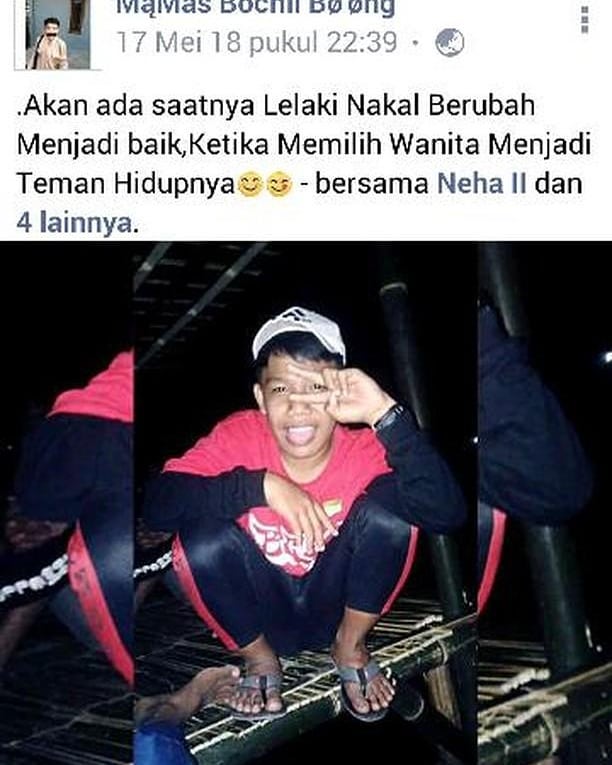 MąMas Bochil Bøøng
17 Mei 18 pukul 22:39 ·
.Akan ada saatnya Lelaki Nakal Berubah
Menjadi baik,Ketika Memilih Wanita Menjadi
Teman Hidupnya😊😋 - bersama Neha II dan
4 lainnya.